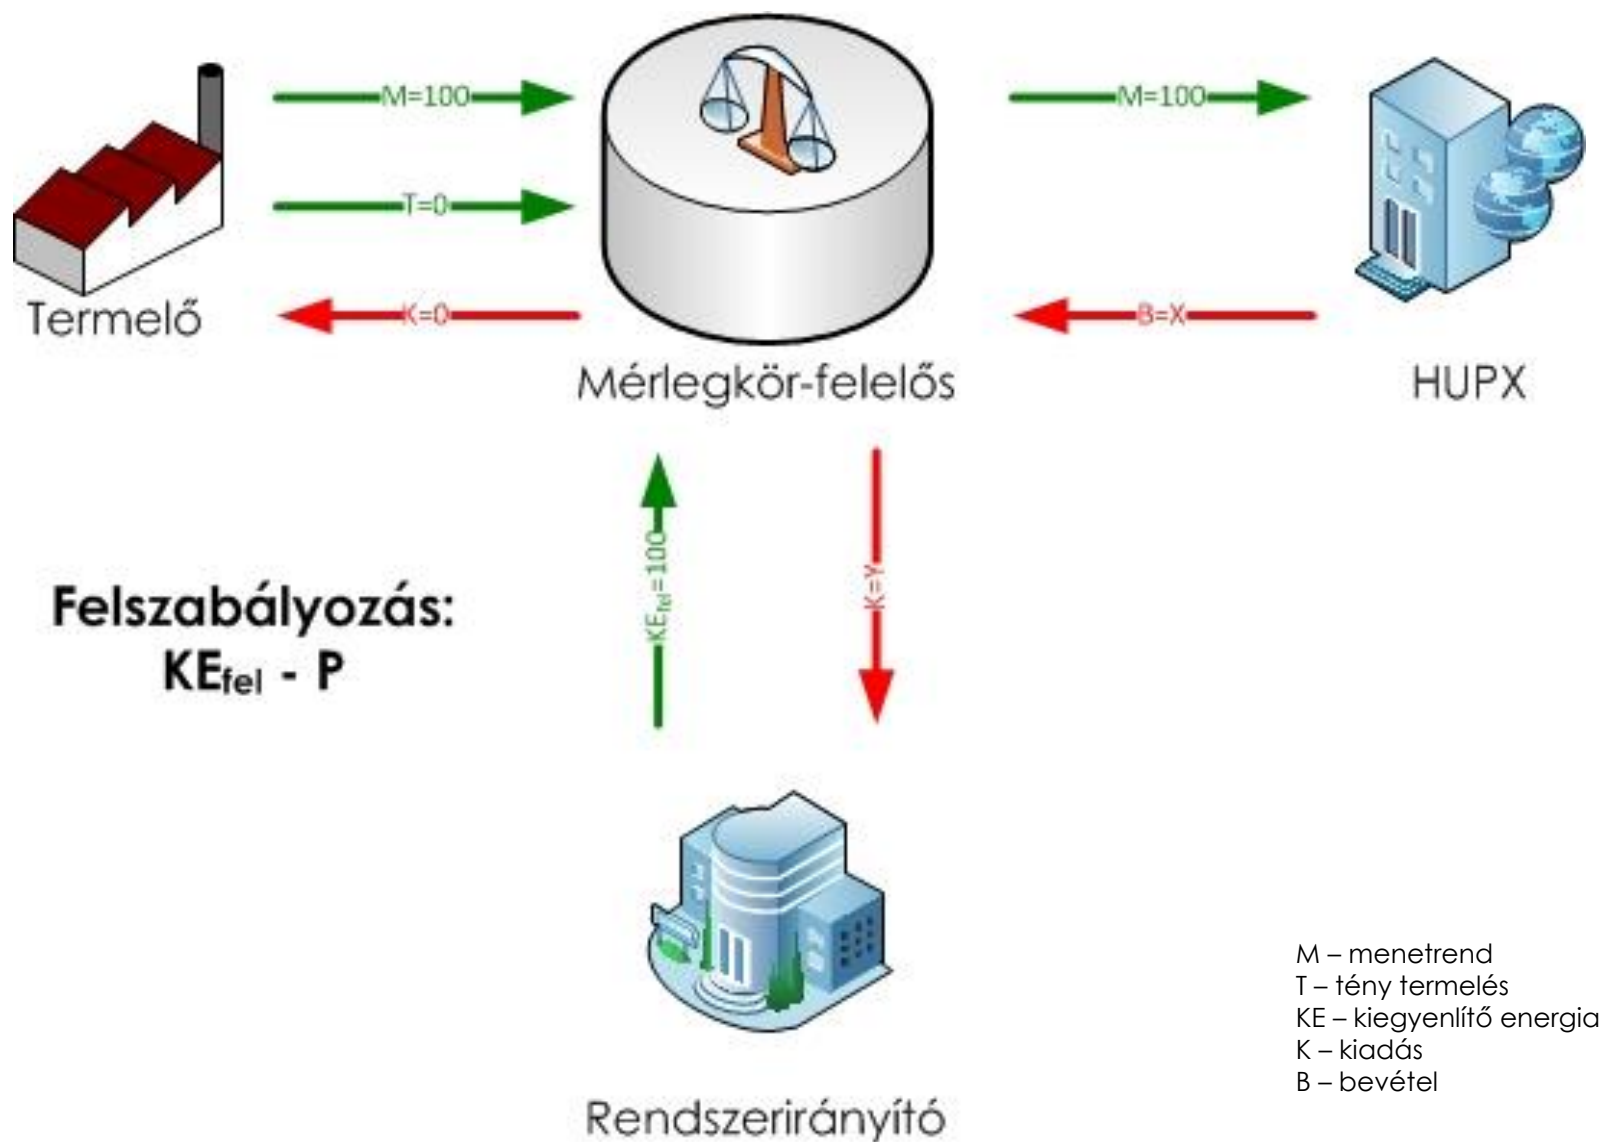 M=100
M=100
T=0
K=0
B=X
Termelő
Mérlegkör-felelős
HUPX
KEfel=100
K=Y
Felszabályozás:
KEfel - P
Rendszerirányító
M – menetrend
T – tény termelés
KE – kiegyenlítő energia
K – kiadás
B – bevétel